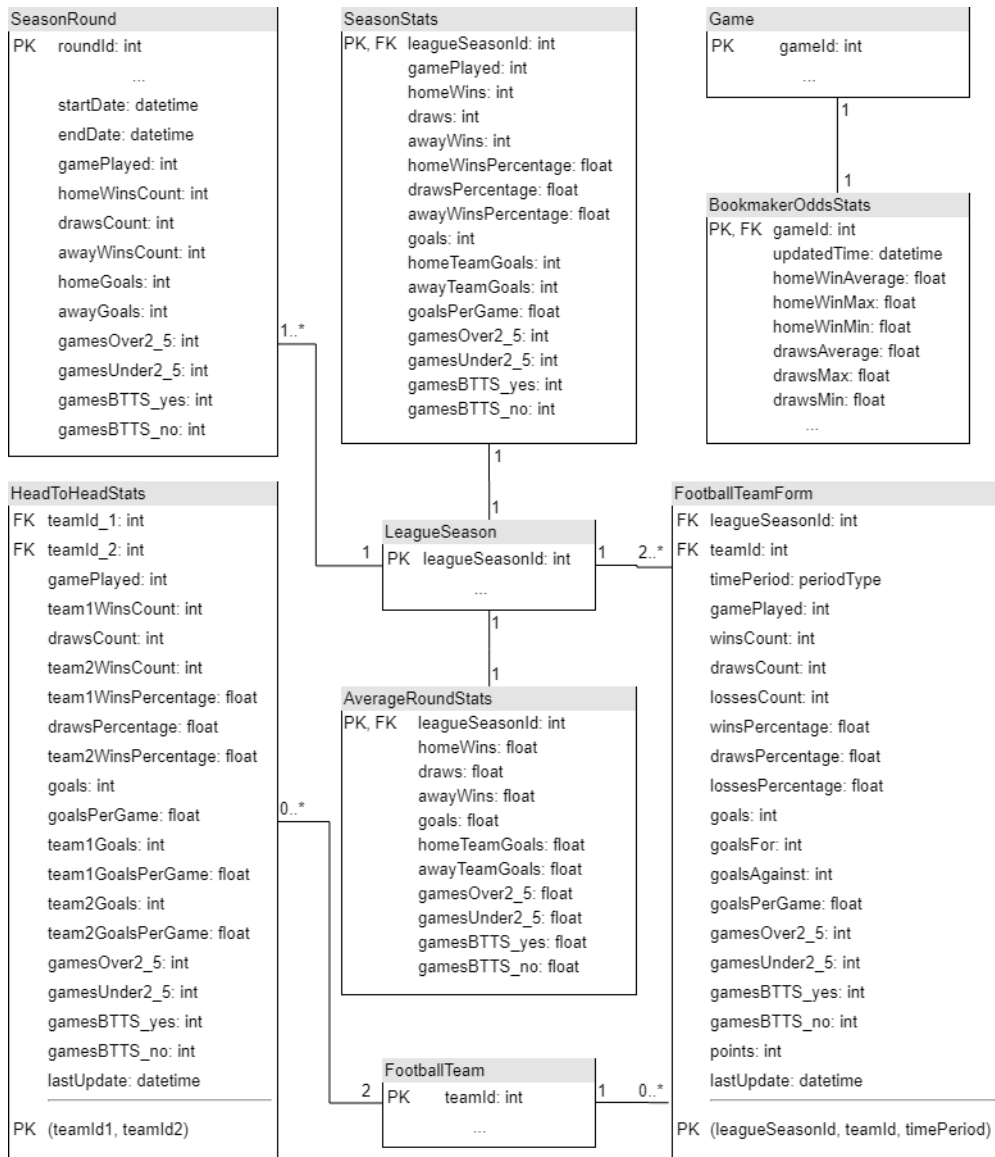 SeasonRound
PK roundId: int
...
startDate: datetime
endDate: datetime
gamePlayed: int
homeWinsCount: int
drawsCount: int
awayWinsCount: int
homeGoals: int
awayGoals: int
gamesOver2_5: int
gamesUnder2_5: int
gamesBTTS_yes: int
gamesBTTS_no: int
1..*
SeasonStats
PK, FK leagueSeasonId: int
gamePlayed: int
homeWins: int
draws: int
awayWins: int
homeWinsPercentage: float
drawsPercentage: float
awayWinsPercentage: float
goals: int
homeTeamGoals: int
awayTeamGoals: int
goalsPerGame: float
gamesOver2_5: int
gamesUnder2_5: int
gamesBTTS_yes: int
gamesBTTS_no: int
1
Game
PK gameId: int
...
1
1
BookmakerOddsStats
PK, FK gameId: int
updatedTime: datetime
homeWinAverage: float
homeWinMax: float
homeWinMin: float
drawsAverage: float
drawsMax: float
drawsMin: float
...
HeadToHeadStats
FK teamId_1: int
FK teamId_2: int
gamePlayed: int
team1WinsCount: int
drawsCount: int
team2WinsCount: int
team1WinsPercentage: float
drawsPercentage: float
team2WinsPercentage: float
goals: int
goalsPerGame: float
team1Goals: int
team1GoalsPerGame: float
team2Goals: int
team2GoalsPerGame: float
gamesOver2_5: int
gamesUnder2_5: int
gamesBTTS_yes: int
gamesBTTS_no: int
lastUpdate: datetime
PK (teamId1, teamId2)
0..*
1
LeagueSeason
1 PK leagueSeasonId: int 1 2..*
...
1
1
AverageRoundStats
PK, FK leagueSeasonId: int
homeWins: float
draws: float
awayWins: float
goals: float
homeTeamGoals: float
awayTeamGoals: float
gamesOver2_5: float
gamesUnder2_5: float
gamesBTTS_yes: float
gamesBTTS_no: float
FootballTeam
2 PK teamId: int 1 0..*
...
FootballTeamForm
FK leagueSeasonId: int
FK teamId: int
timePeriod: periodType
gamePlayed: int
winsCount: int
drawsCount: int
lossesCount: int
winsPercentage: float
drawsPercentage: float
lossesPercentage: float
goals: int
goalsFor: int
goalsAgainst: int
goalsPerGame: float
gamesOver2_5: int
gamesUnder2_5: int
gamesBTTS_yes: int
gamesBTTS_no: int
points: int
lastUpdate: datetime
PK (leagueSeasonId, teamId, timePeriod)